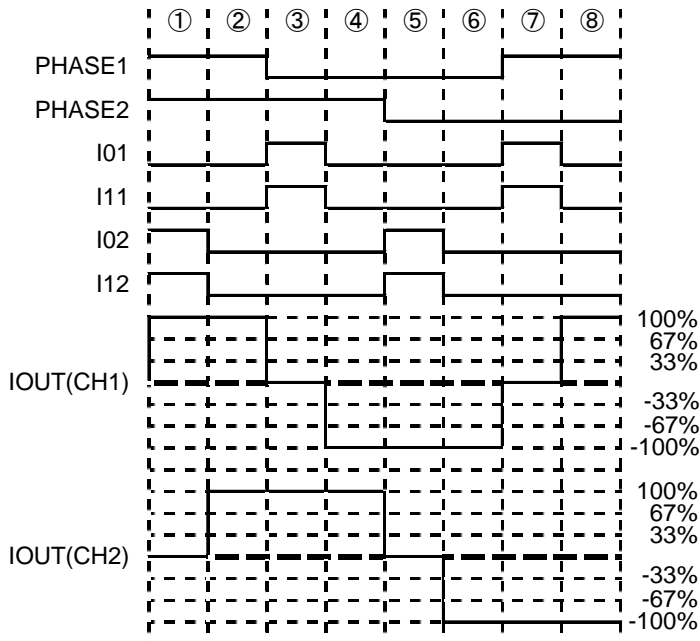 ① ② ③ ④ ⑤ ⑥ ⑦ ⑧
PHASE1
PHASE2
I01
I11
I02
I12
IOUT(CH1)
100%
67%
33%
-33%
-67%
-100%
IOUT(CH2)
100%
67%
33%
-33%
-67%
-100%